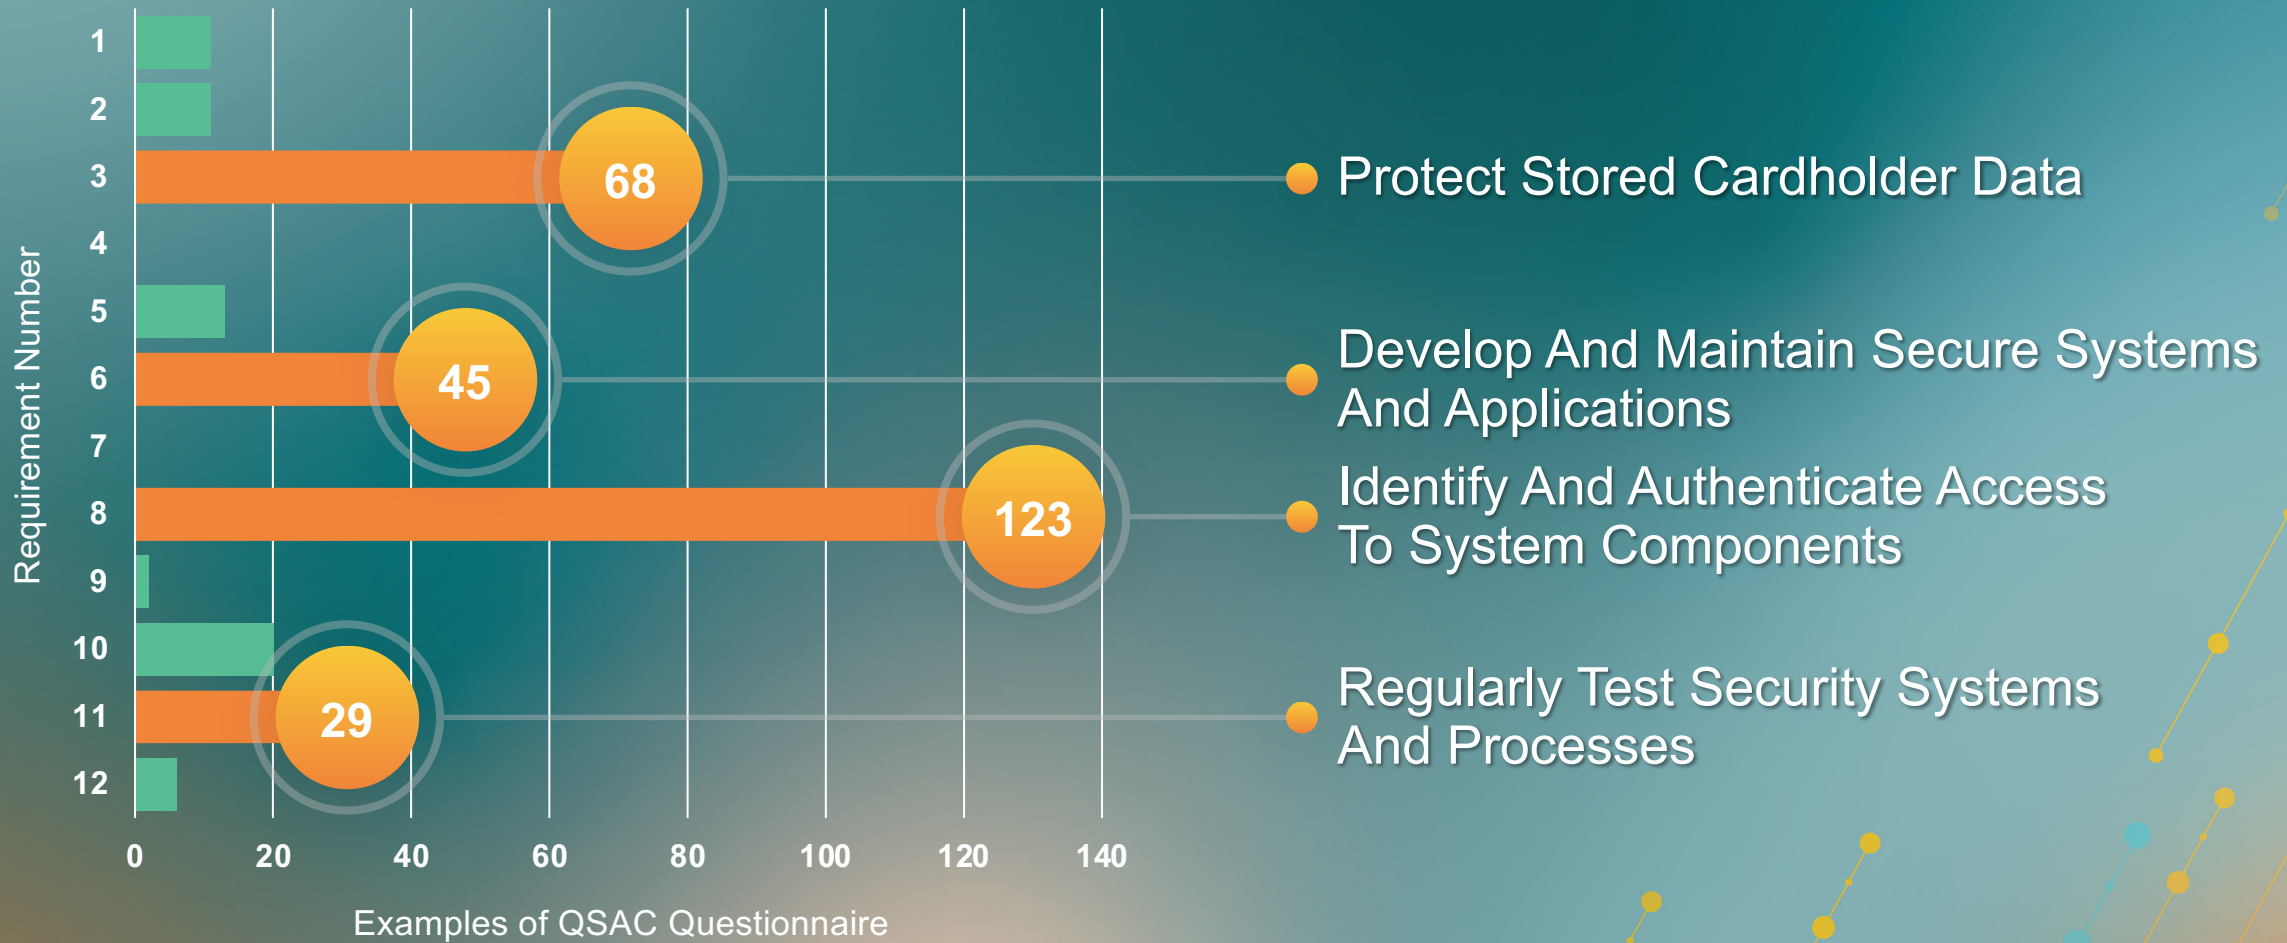 Requirement Number
1
2
3
4
5
6
7
8
9
10
11
12
68
45
123
29
0 20 40 60 80 100 120 140
Examples of QSAC Questionnaire
Protect Stored Cardholder Data
Develop And Maintain Secure Systems
And Applications
Identify And Authenticate Access
To System Components
Regularly Test Security Systems
And Processes